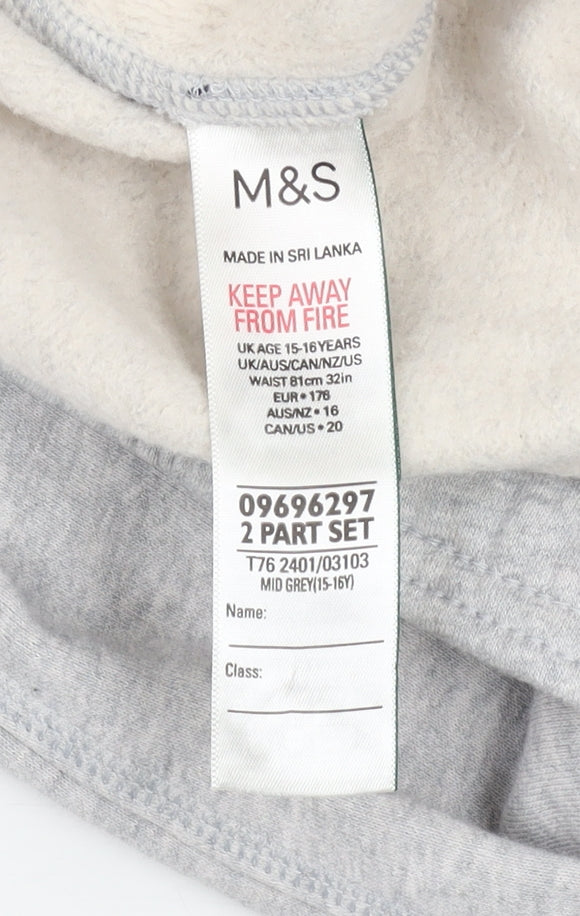 M&S
MADE IN SRI LANKA
KEEP AWAY
FROM FIRE
UK AGE 15-16 YEARS
UK/AUS/CAN/NZ/US
WAIST 81cm 32in
EUR • 176
AUS/NZ • 16
CAN/US • 20
09696297
2 PART SET
T76 2401/03103
MID GREY(15-16Y)
Name:
Class: